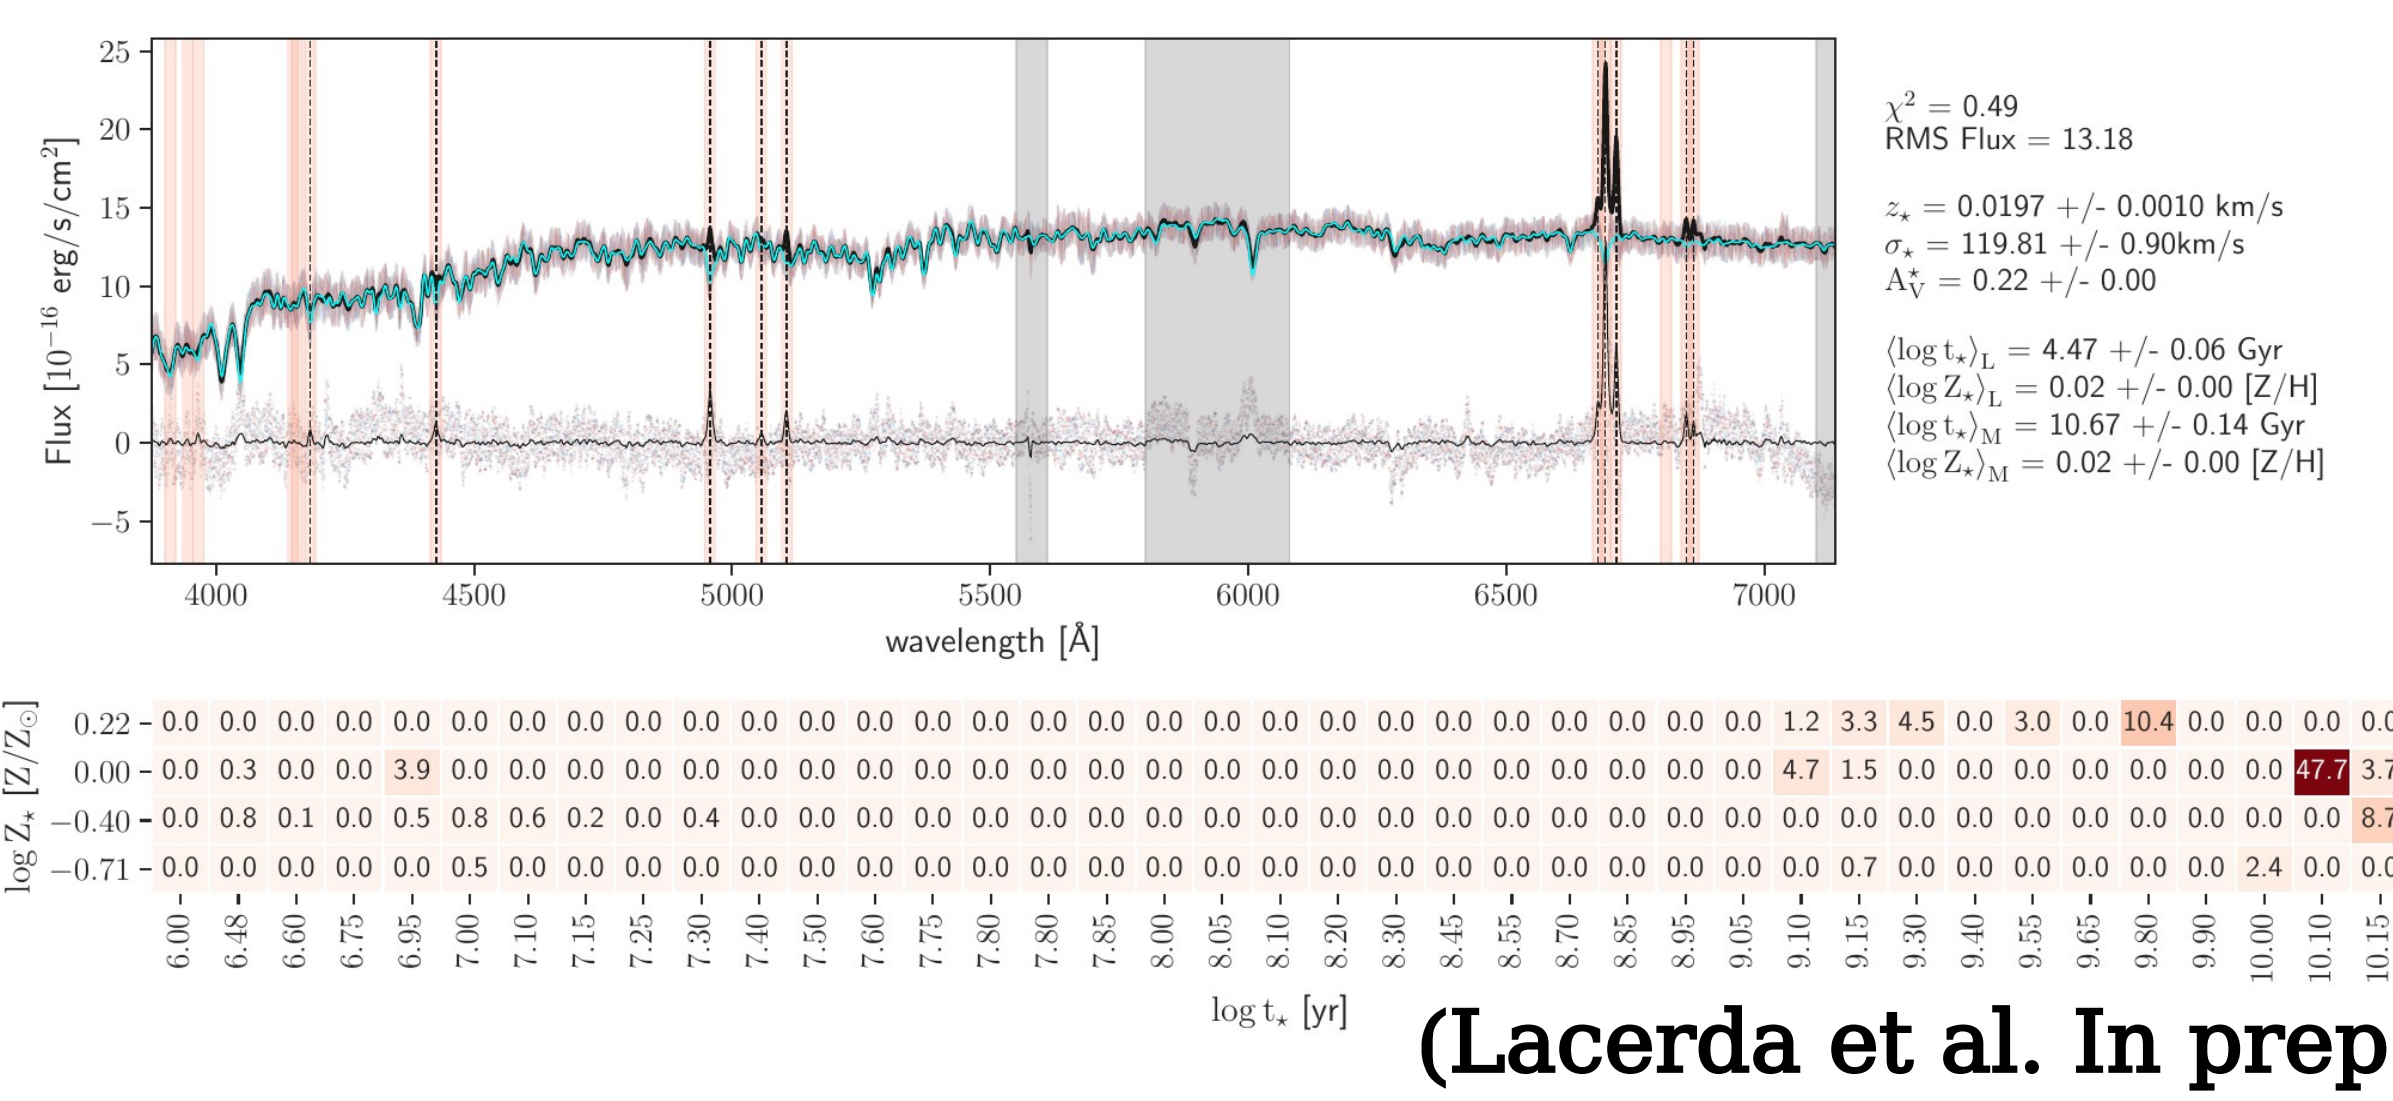 25
20
15
10
5
0
−5
Flux [10−16 erg/s/cm2]
4000 4500 5000 5500 6000 6500 7000
wavelength [Å]
χ2 = 0.49
RMS Flux = 13.18
z⋆ = 0.0197 +/- 0.0010 km/s
σ⋆ = 119.81 +/- 0.90km/s
A⋆V = 0.22 +/- 0.00
⟨log t⋆⟩L = 4.47 +/- 0.06 Gyr
⟨log Z⋆⟩L = 0.02 +/- 0.00 [Z/H]
⟨log t⋆⟩M = 10.67 +/- 0.14 Gyr
⟨log Z⋆⟩M = 0.02 +/- 0.00 [Z/H]
log Z⋆ [Z/Z⊙]
0.22 0.0 0.0 0.0 0.0 0.0 0.0 0.0 0.0 0.0 0.0 0.0 0.0 0.0 0.0 0.0 0.0 0.0 0.0 0.0 0.0 0.0 0.0 0.0 0.0 0.0 0.0 0.0 0.0 1.2 3.3 4.5 0.0 3.0 0.0 10.4 0.0 0.0 0.0 0.0
0.00 0.0 0.3 0.0 0.0 3.9 0.0 0.0 0.0 0.0 0.0 0.0 0.0 0.0 0.0 0.0 0.0 0.0 0.0 0.0 0.0 0.0 0.0 0.0 0.0 0.0 0.0 0.0 0.0 4.7 1.5 0.0 0.0 0.0 0.0 0.0 0.0 0.0 47.7 3.7
−0.40 0.0 0.8 0.1 0.0 0.5 0.8 0.6 0.2 0.0 0.4 0.0 0.0 0.0 0.0 0.0 0.0 0.0 0.0 0.0 0.0 0.0 0.0 0.0 0.0 0.0 0.0 0.0 0.0 0.0 0.0 0.0 0.0 0.0 0.0 0.0 0.0 0.0 0.0 8.7
−0.71 0.0 0.0 0.0 0.0 0.0 0.5 0.0 0.0 0.0 0.0 0.0 0.0 0.0 0.0 0.0 0.0 0.0 0.0 0.0 0.0 0.0 0.0 0.0 0.0 0.0 0.0 0.0 0.0 0.0 0.7 0.0 0.0 0.0 0.0 0.0 0.0 2.4 0.0 0.0
6.00 6.48 6.60 6.75 6.95 7.00 7.10 7.15 7.25 7.30 7.40 7.50 7.60 7.75 7.80 7.80 7.85 8.00 8.05 8.10 8.20 8.30 8.45 8.55 8.70 8.85 8.95 9.05 9.10 9.15 9.30 9.40 9.55 9.65 9.80 9.90 10.00 10.10 10.15
log t⋆ [yr]
(Lacerda et al. In prep